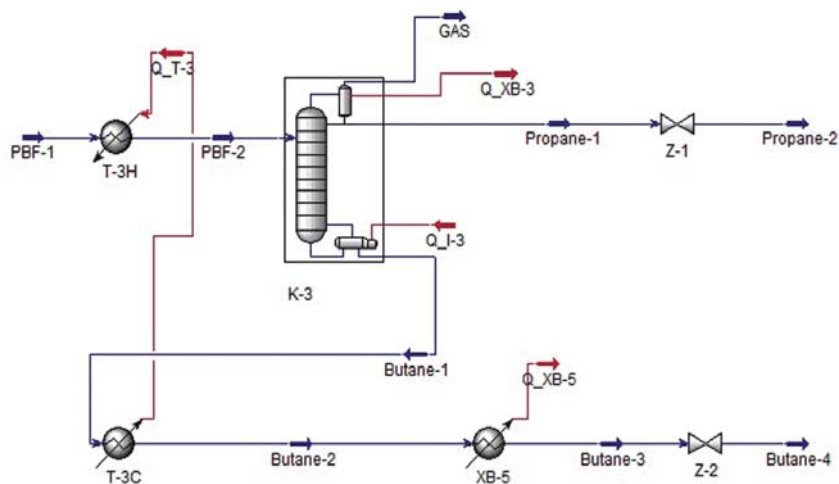 GAS
Q_T-3
Q_XB-3
PBF-1
T-3H
PBF-2
Propane-1
Z-1
Propane-2
Q_I-3
K-3
Butane-1
Q_XB-5
T-3C
Butane-2
XB-5
Butane-3
Z-2
Butane-4